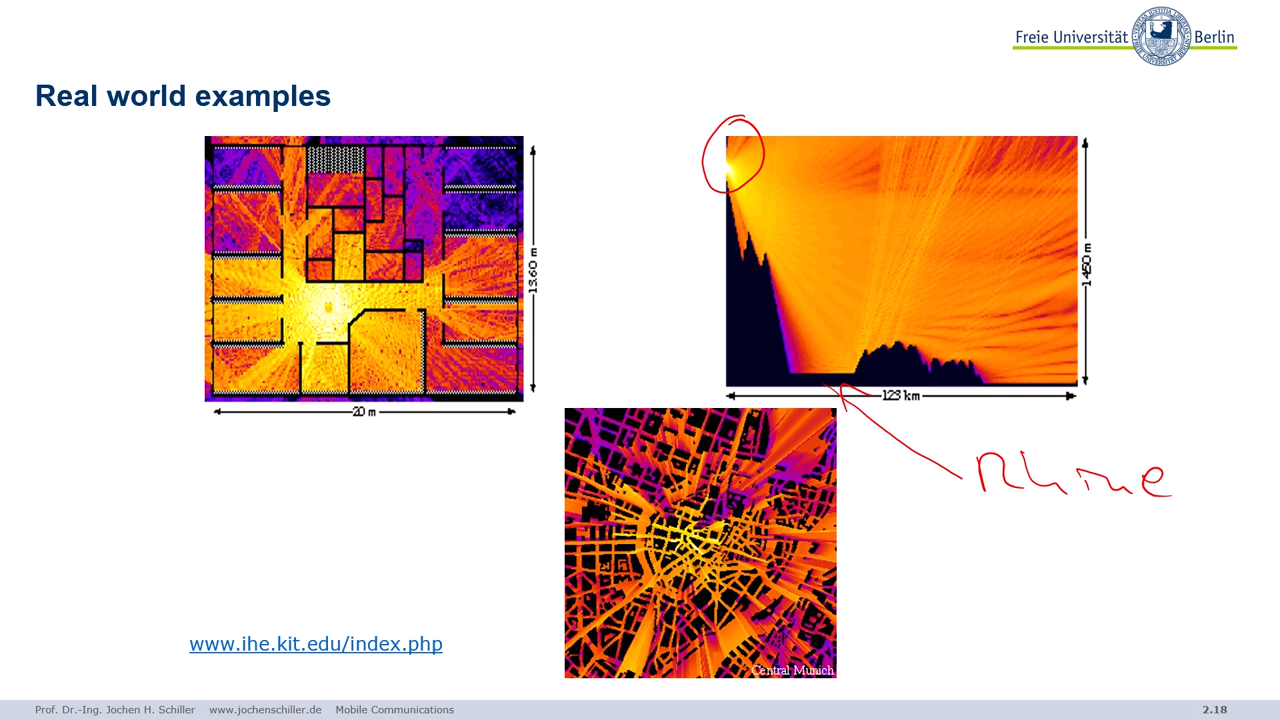 Freie Universität Berlin
Real world examples
13.60 m
20 m
1450 m
123 km
Rhine
Central Munich
www.ihe.kit.edu/index.php
Prof. Dr.-Ing. Jochen H. Schiller www.jochenschiller.de Mobile Communications 2.18